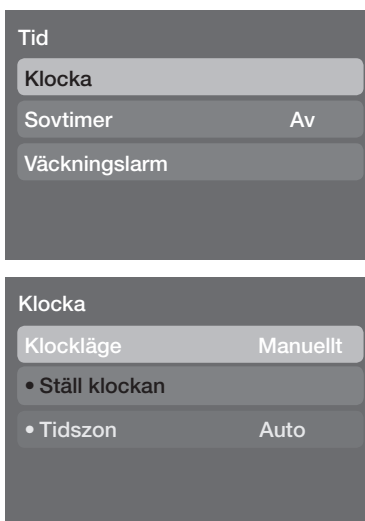 Tid
Klocka
Sovtimer Av
Väckningslarm
Klocka
Klockläge Manuellt
• Ställ klockan
• Tidszon Auto